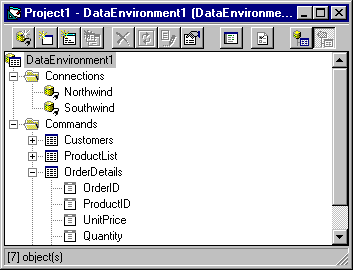 Project1 - DataEnvironment1 (DataEnvironme...
DataEnvironment1
Connections
Northwind
Southwind
Commands
Customers
ProductList
OrderDetails
OrderID
ProductID
UnitPrice
Quantity
[7] object(s)